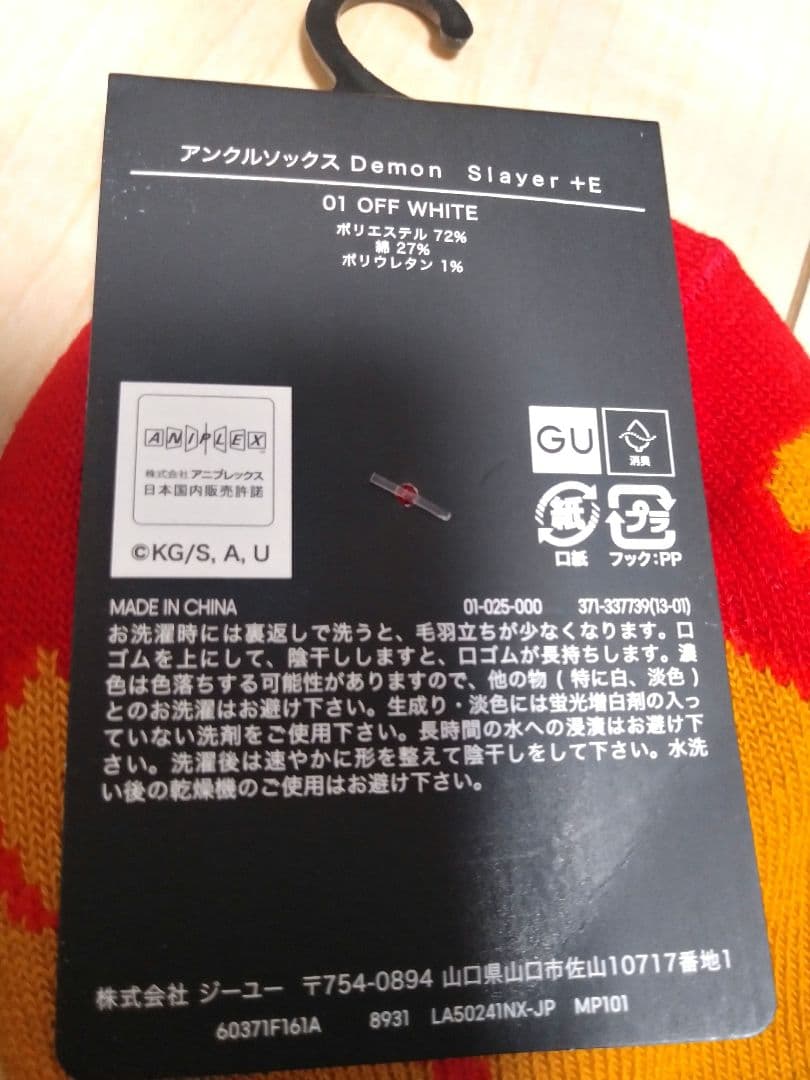 アンクルソックス Demon Slayer +E
01 OFF WHITE
ポリエステル 72%
綿 27%
ポリウレタン 1%
ANIPLEX
株式会社 アニプレックス
日本国内販売許諾
©KG/S, A, U
GU
消臭
紙
プラ
口紙
フック:PP
MADE IN CHINA 01-025-000 371-337739(13-01)
お洗濯時には裏返しで洗うと、毛羽立ちが少なくなります。口
ゴムを上にして、陰干ししますと、口ゴムが長持ちします。濃
色は色落ちする可能性がありますので、他の物 ( 特に白、淡色 )
とのお洗濯はお避け下さい。生成り・淡色には蛍光増白剤の入っ
ていない洗剤をご使用下さい。長時間の水への浸漬はお避け下
さい。洗濯後は速やかに形を整えて陰干しをして下さい。水洗
い後の乾燥機のご使用はお避け下さい。
株式会社 ジーユー 〒754-0894 山口県山口市佐山10717番地1
60371F161A 8931 LA50241NX-JP MP101